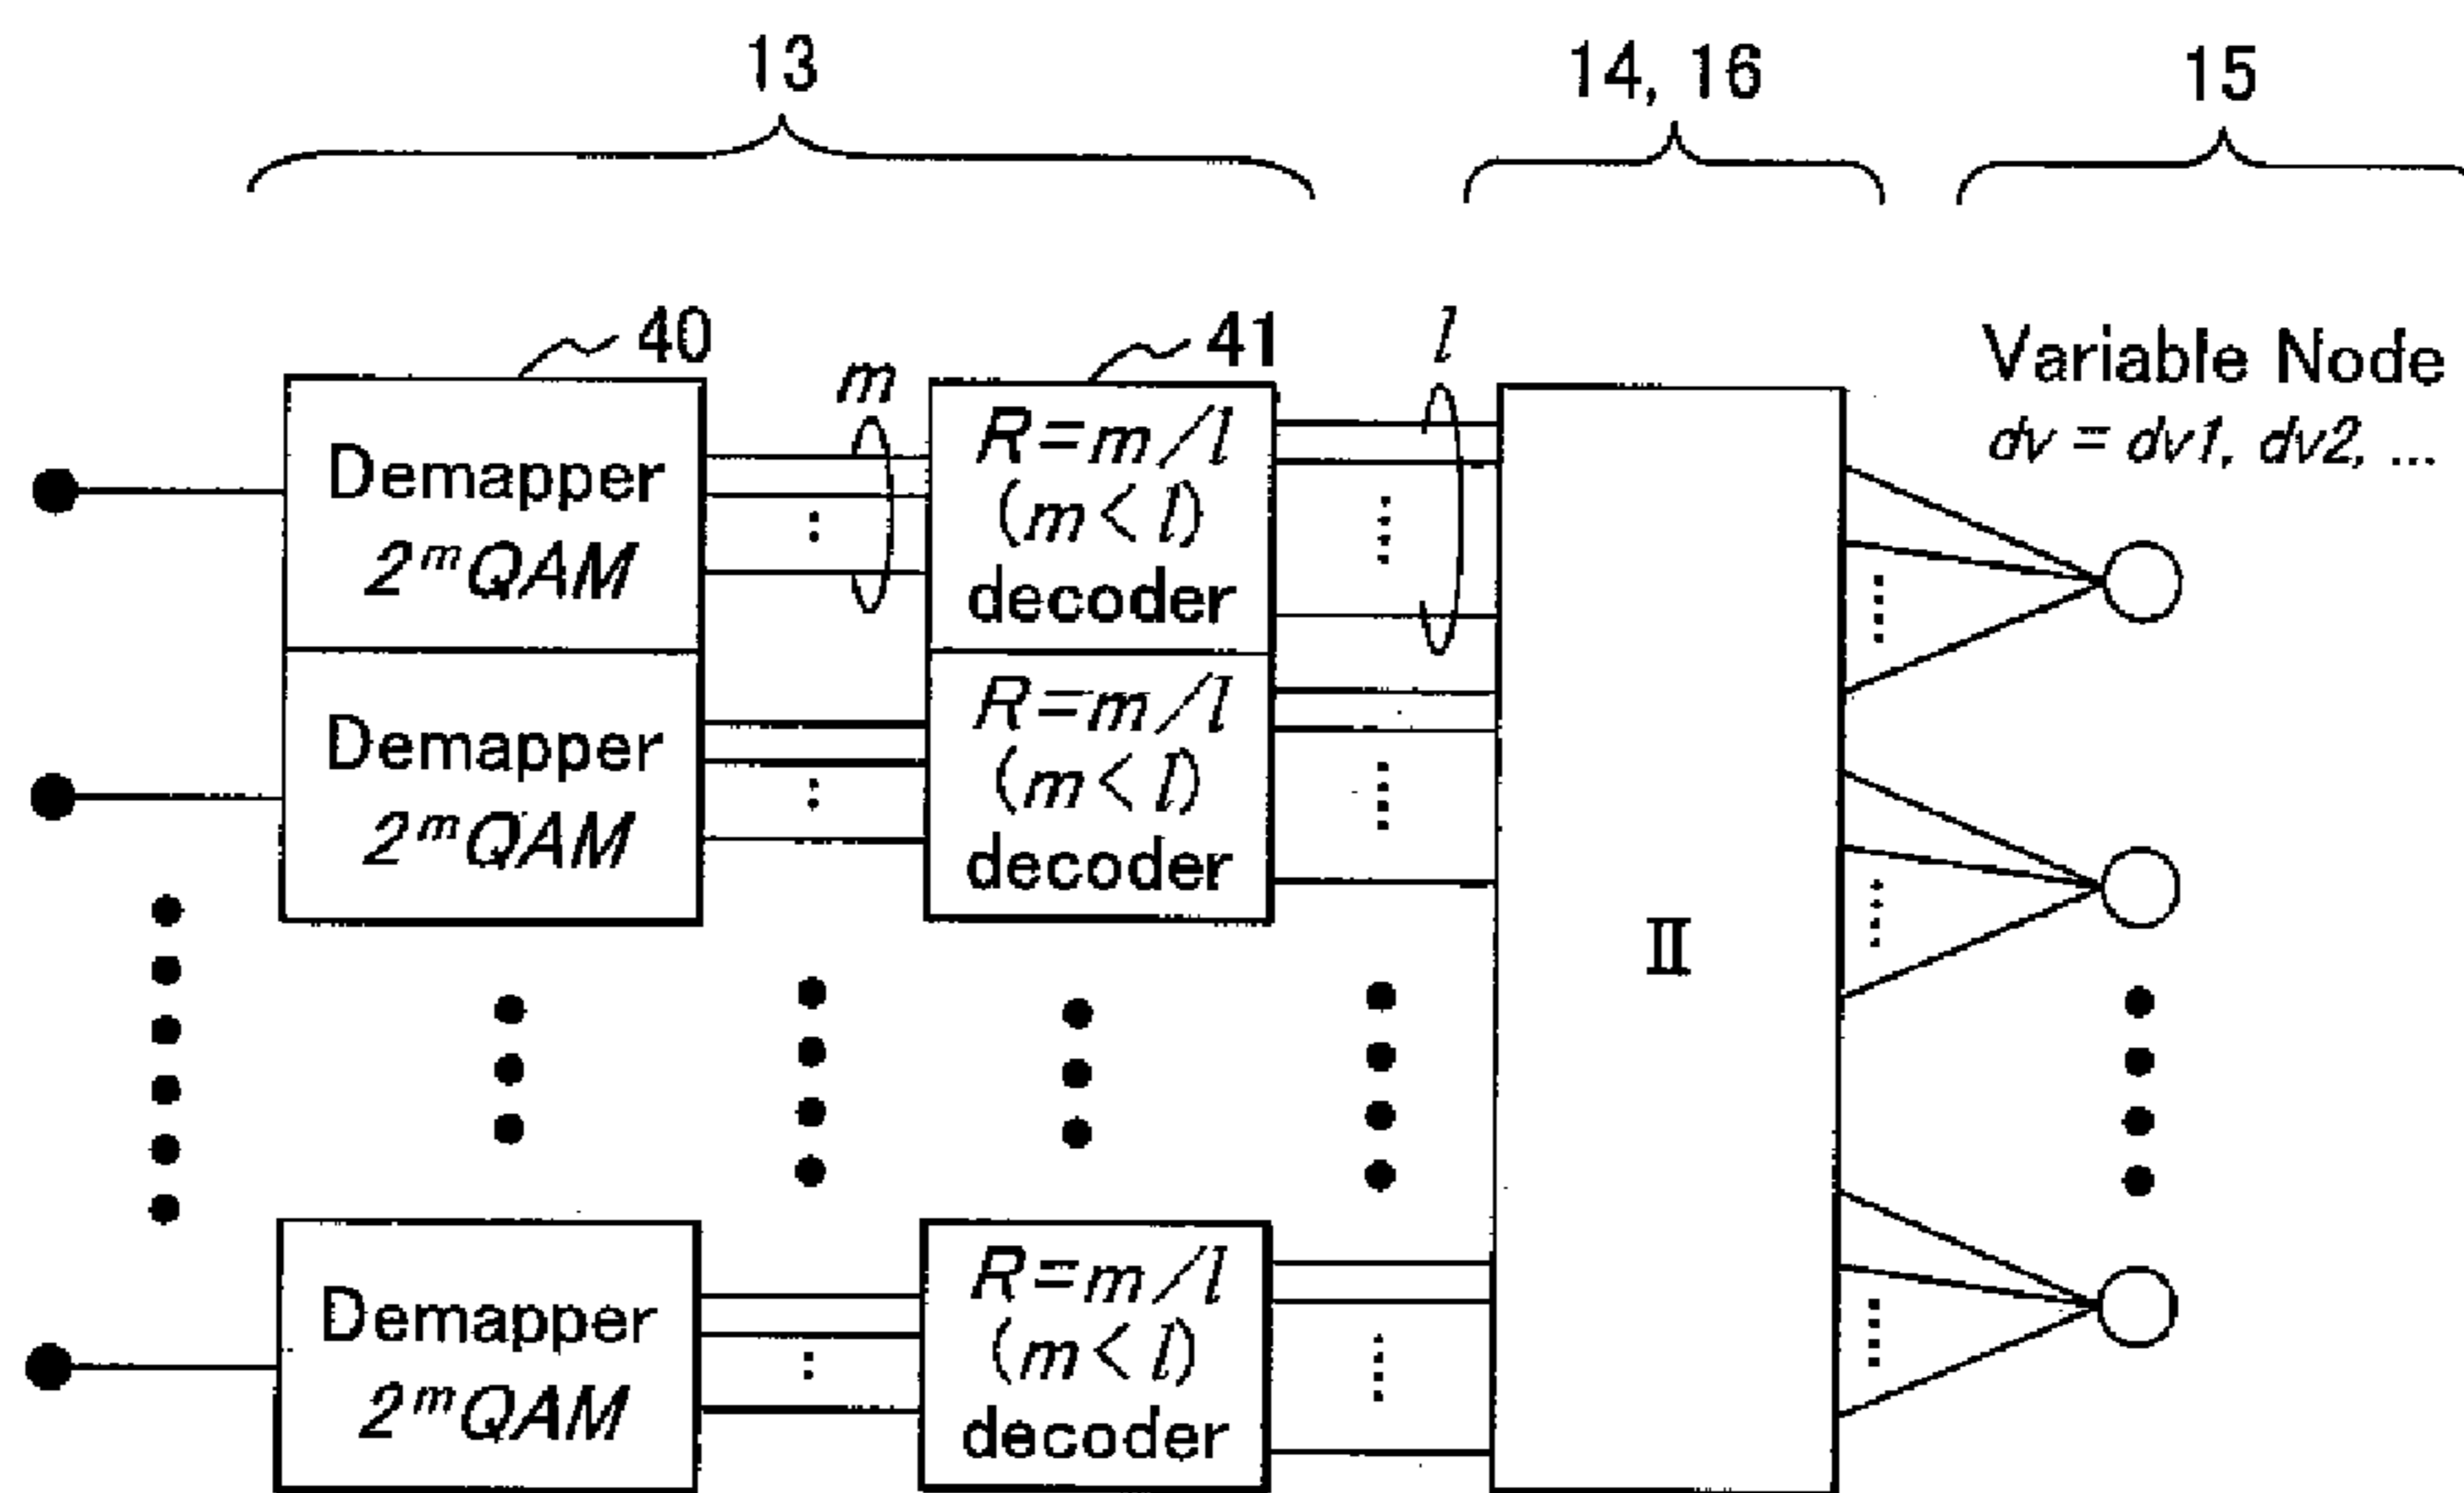 13
14, 16
15
40
m
41
l
Variable Node
dv = dv1, dv2, ...
Demapper
2^mQAM
R=m/l
(m<l)
decoder
Demapper
2^mQAM
R=m/l
(m<l)
decoder
II
Demapper
2^mQAM
R=m/l
(m<l)
decoder